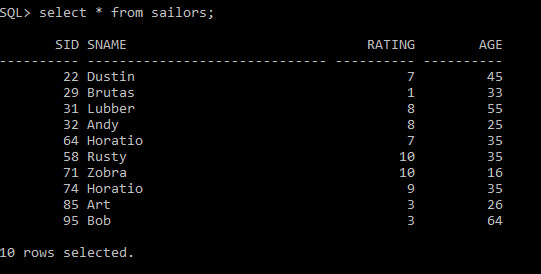 SQL> select * from sailors;
       SID SNAME                              RATING        AGE
---------- ------------------------------ ---------- ----------
        22 Dustin                                  7         45
        29 Brutas                                  1         33
        31 Lubber                                  8         55
        32 Andy                                    8         25
        64 Horatio                                 7         35
        58 Rusty                                  10         35
        71 Zobra                                  10         16
        74 Horatio                                 9         35
        85 Art                                     3         26
        95 Bob                                     3         64
10 rows selected.